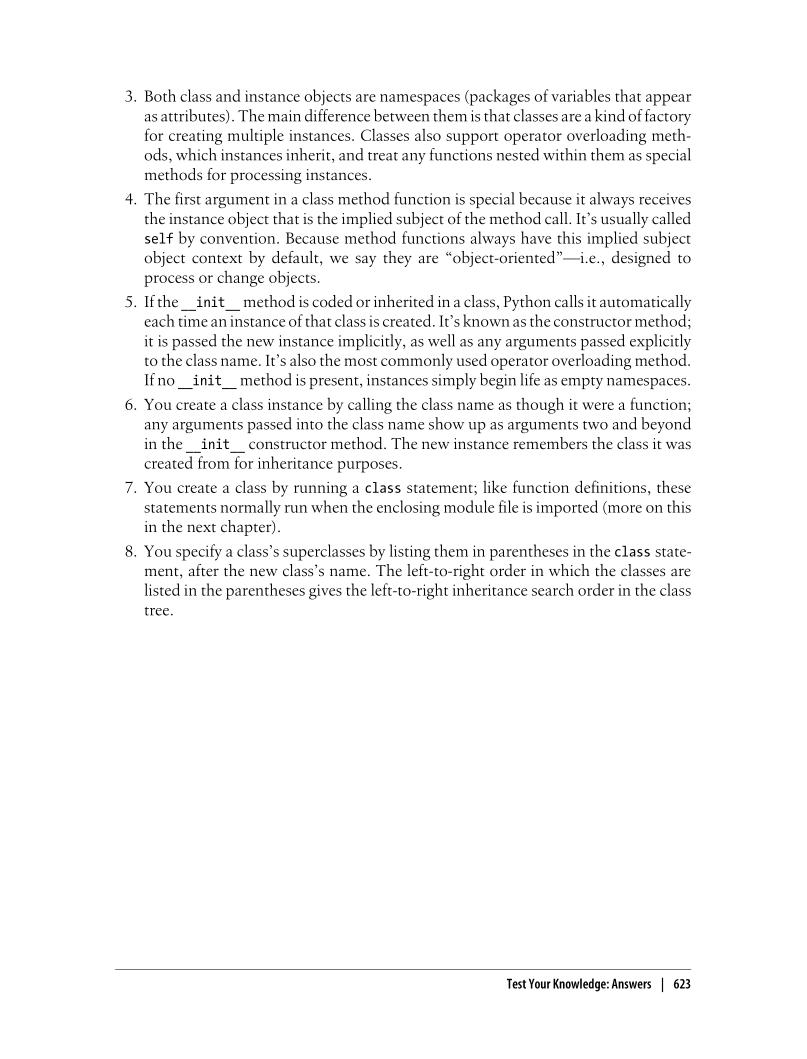 3. Both class and instance objects are namespaces (packages of variables that appear
as attributes). The main difference between them is that classes are a kind of factory
for creating multiple instances. Classes also support operator overloading meth-
ods, which instances inherit, and treat any functions nested within them as special
methods for processing instances.
4. The first argument in a class method function is special because it always receives
the instance object that is the implied subject of the method call. It’s usually called
self by convention. Because method functions always have this implied subject
object context by default, we say they are “object-oriented”—i.e., designed to
process or change objects.
5. If the __init__ method is coded or inherited in a class, Python calls it automatically
each time an instance of that class is created. It’s known as the constructor method;
it is passed the new instance implicitly, as well as any arguments passed explicitly
to the class name. It’s also the most commonly used operator overloading method.
If no __init__ method is present, instances simply begin life as empty namespaces.
6. You create a class instance by calling the class name as though it were a function;
any arguments passed into the class name show up as arguments two and beyond
in the __init__ constructor method. The new instance remembers the class it was
created from for inheritance purposes.
7. You create a class by running a class statement; like function definitions, these
statements normally run when the enclosing module file is imported (more on this
in the next chapter).
8. You specify a class’s superclasses by listing them in parentheses in the class state-
ment, after the new class’s name. The left-to-right order in which the classes are
listed in the parentheses gives the left-to-right inheritance search order in the class
tree.
Test Your Knowledge: Answers | 623